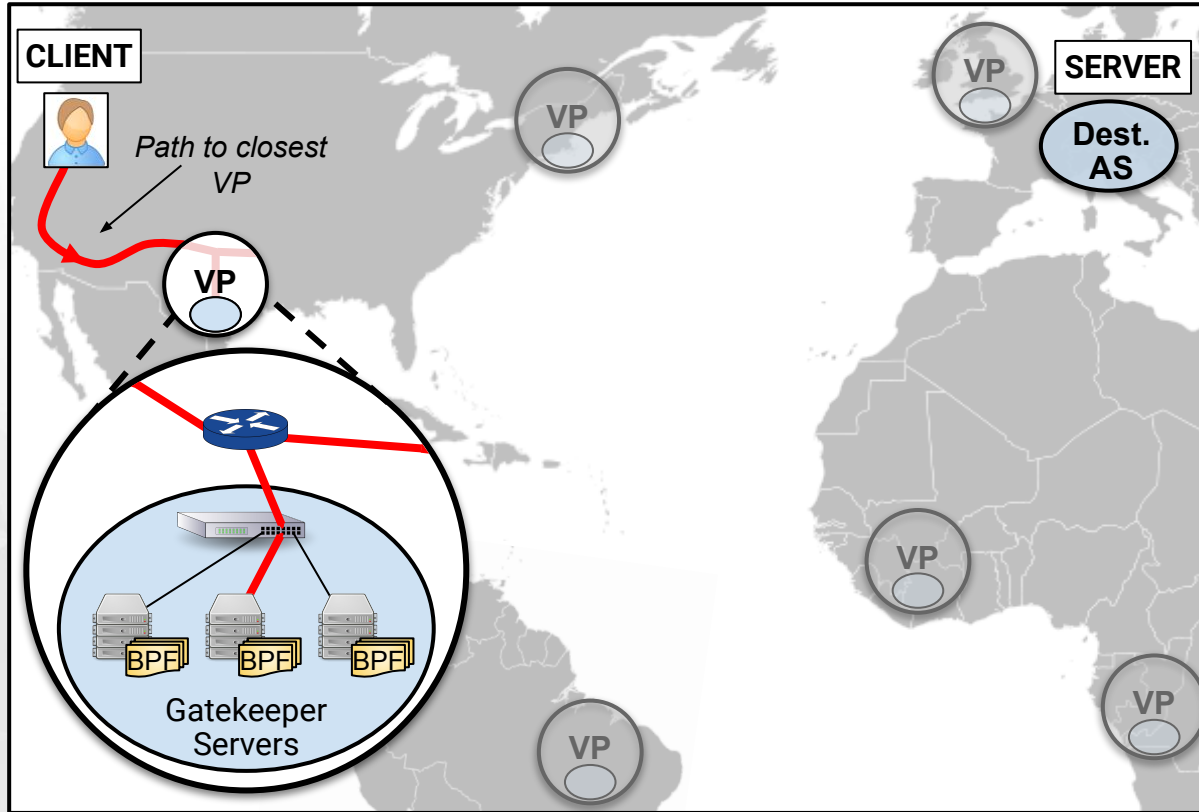 CLIENT
Path to closest
VP
VP
VP
VP
SERVER
Dest.
AS
BPF
BPF
BPF
Gatekeeper
Servers
VP
VP
VP